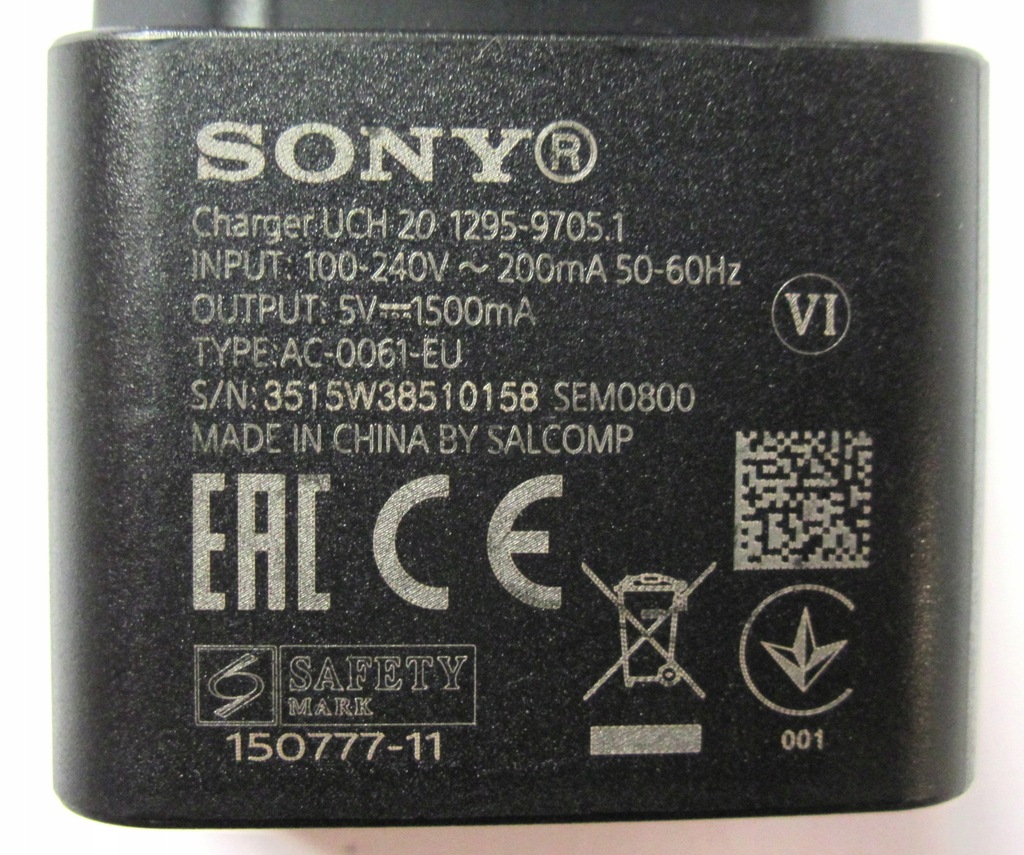 SONY®
Charger UCH 20 1295-9705.1
INPUT: 100-240V ~ 200mA 50-60Hz
OUTPUT: 5V⎓1500mA
TYPE.AC-0061-EU
S/N: 3515W38510158 SEM0800
MADE IN CHINA BY SALCOMP
VI
EAC CE
SAFETY
MARK
150777-11
001